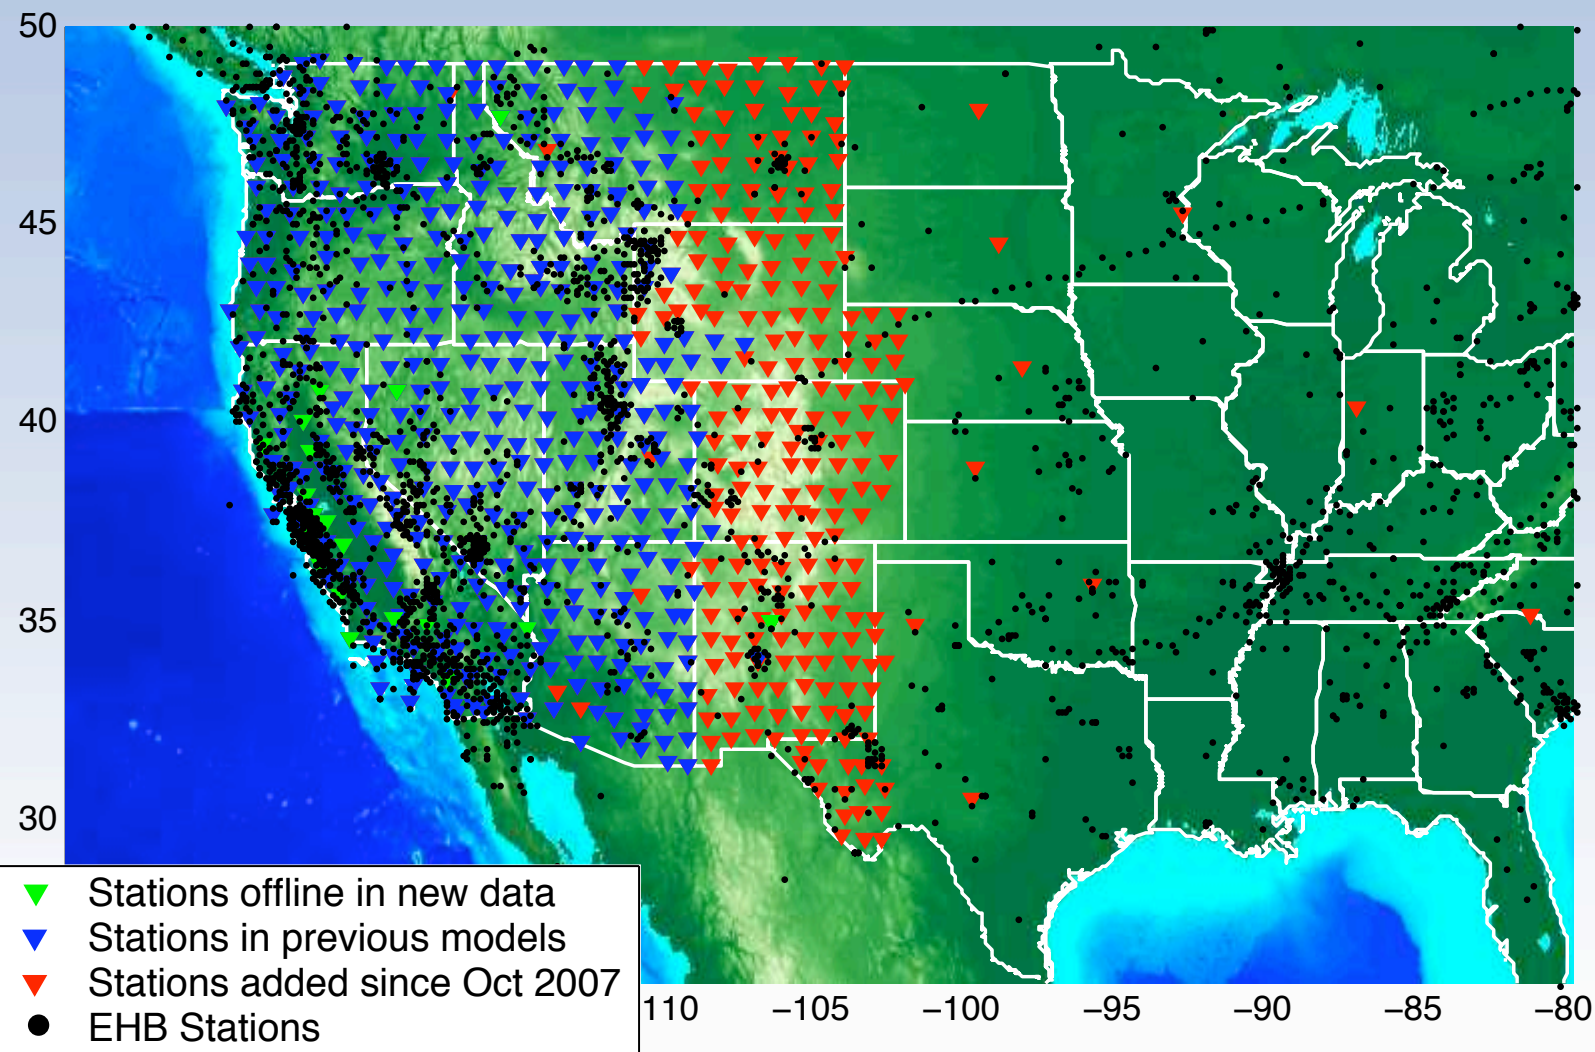 50
45
40
35
30
Stations offline in new data
Stations in previous models
Stations added since Oct 2007
EHB Stations
110 −105 −100 −95 −90 −85 −80